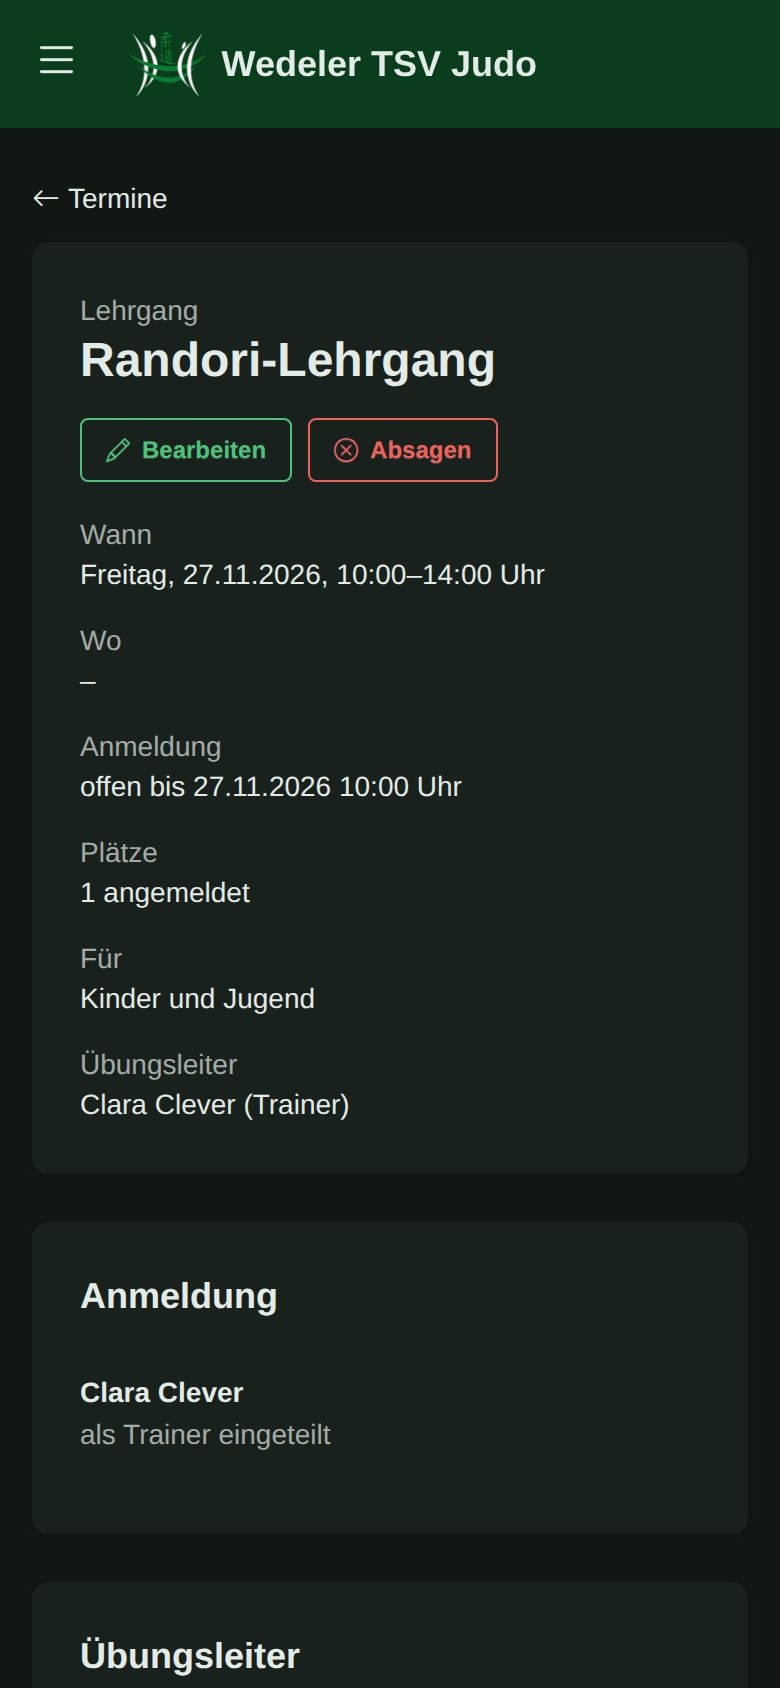 柔道
Wedeler TSV Judo
Termine
Lehrgang
Randori-Lehrgang
Bearbeiten
Absagen
Wann
Freitag, 27.11.2026, 10:00–14:00 Uhr
Wo
–
Anmeldung
offen bis 27.11.2026 10:00 Uhr
Plätze
1 angemeldet
Für
Kinder und Jugend
Übungsleiter
Clara Clever (Trainer)
Anmeldung
Clara Clever
als Trainer eingeteilt
Übungsleiter